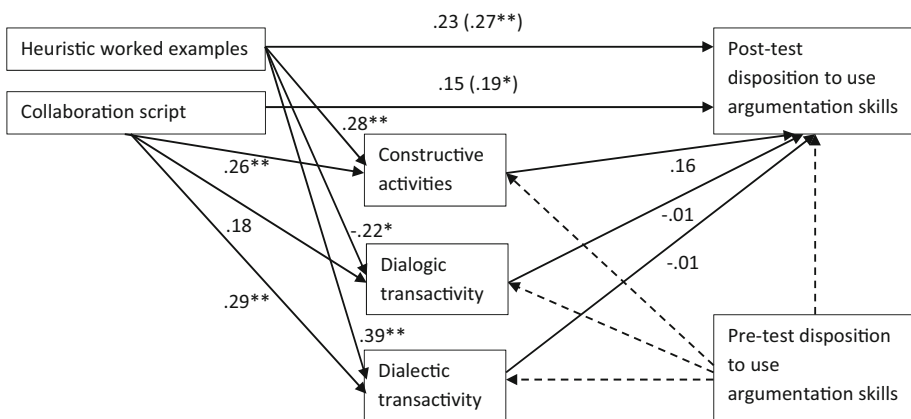 .23 (.27**)
Heuristic worked examples
Post-test
disposition to use
argumentation skills
.15 (.19*)
Collaboration script
.28**
Constructive
activities
.26**
.16
-.22*
.18
-.01
Dialogic
transactivity
-.01
.29**
.39**
Dialectic
transactivity
Pre-test disposition
to use
argumentation skills